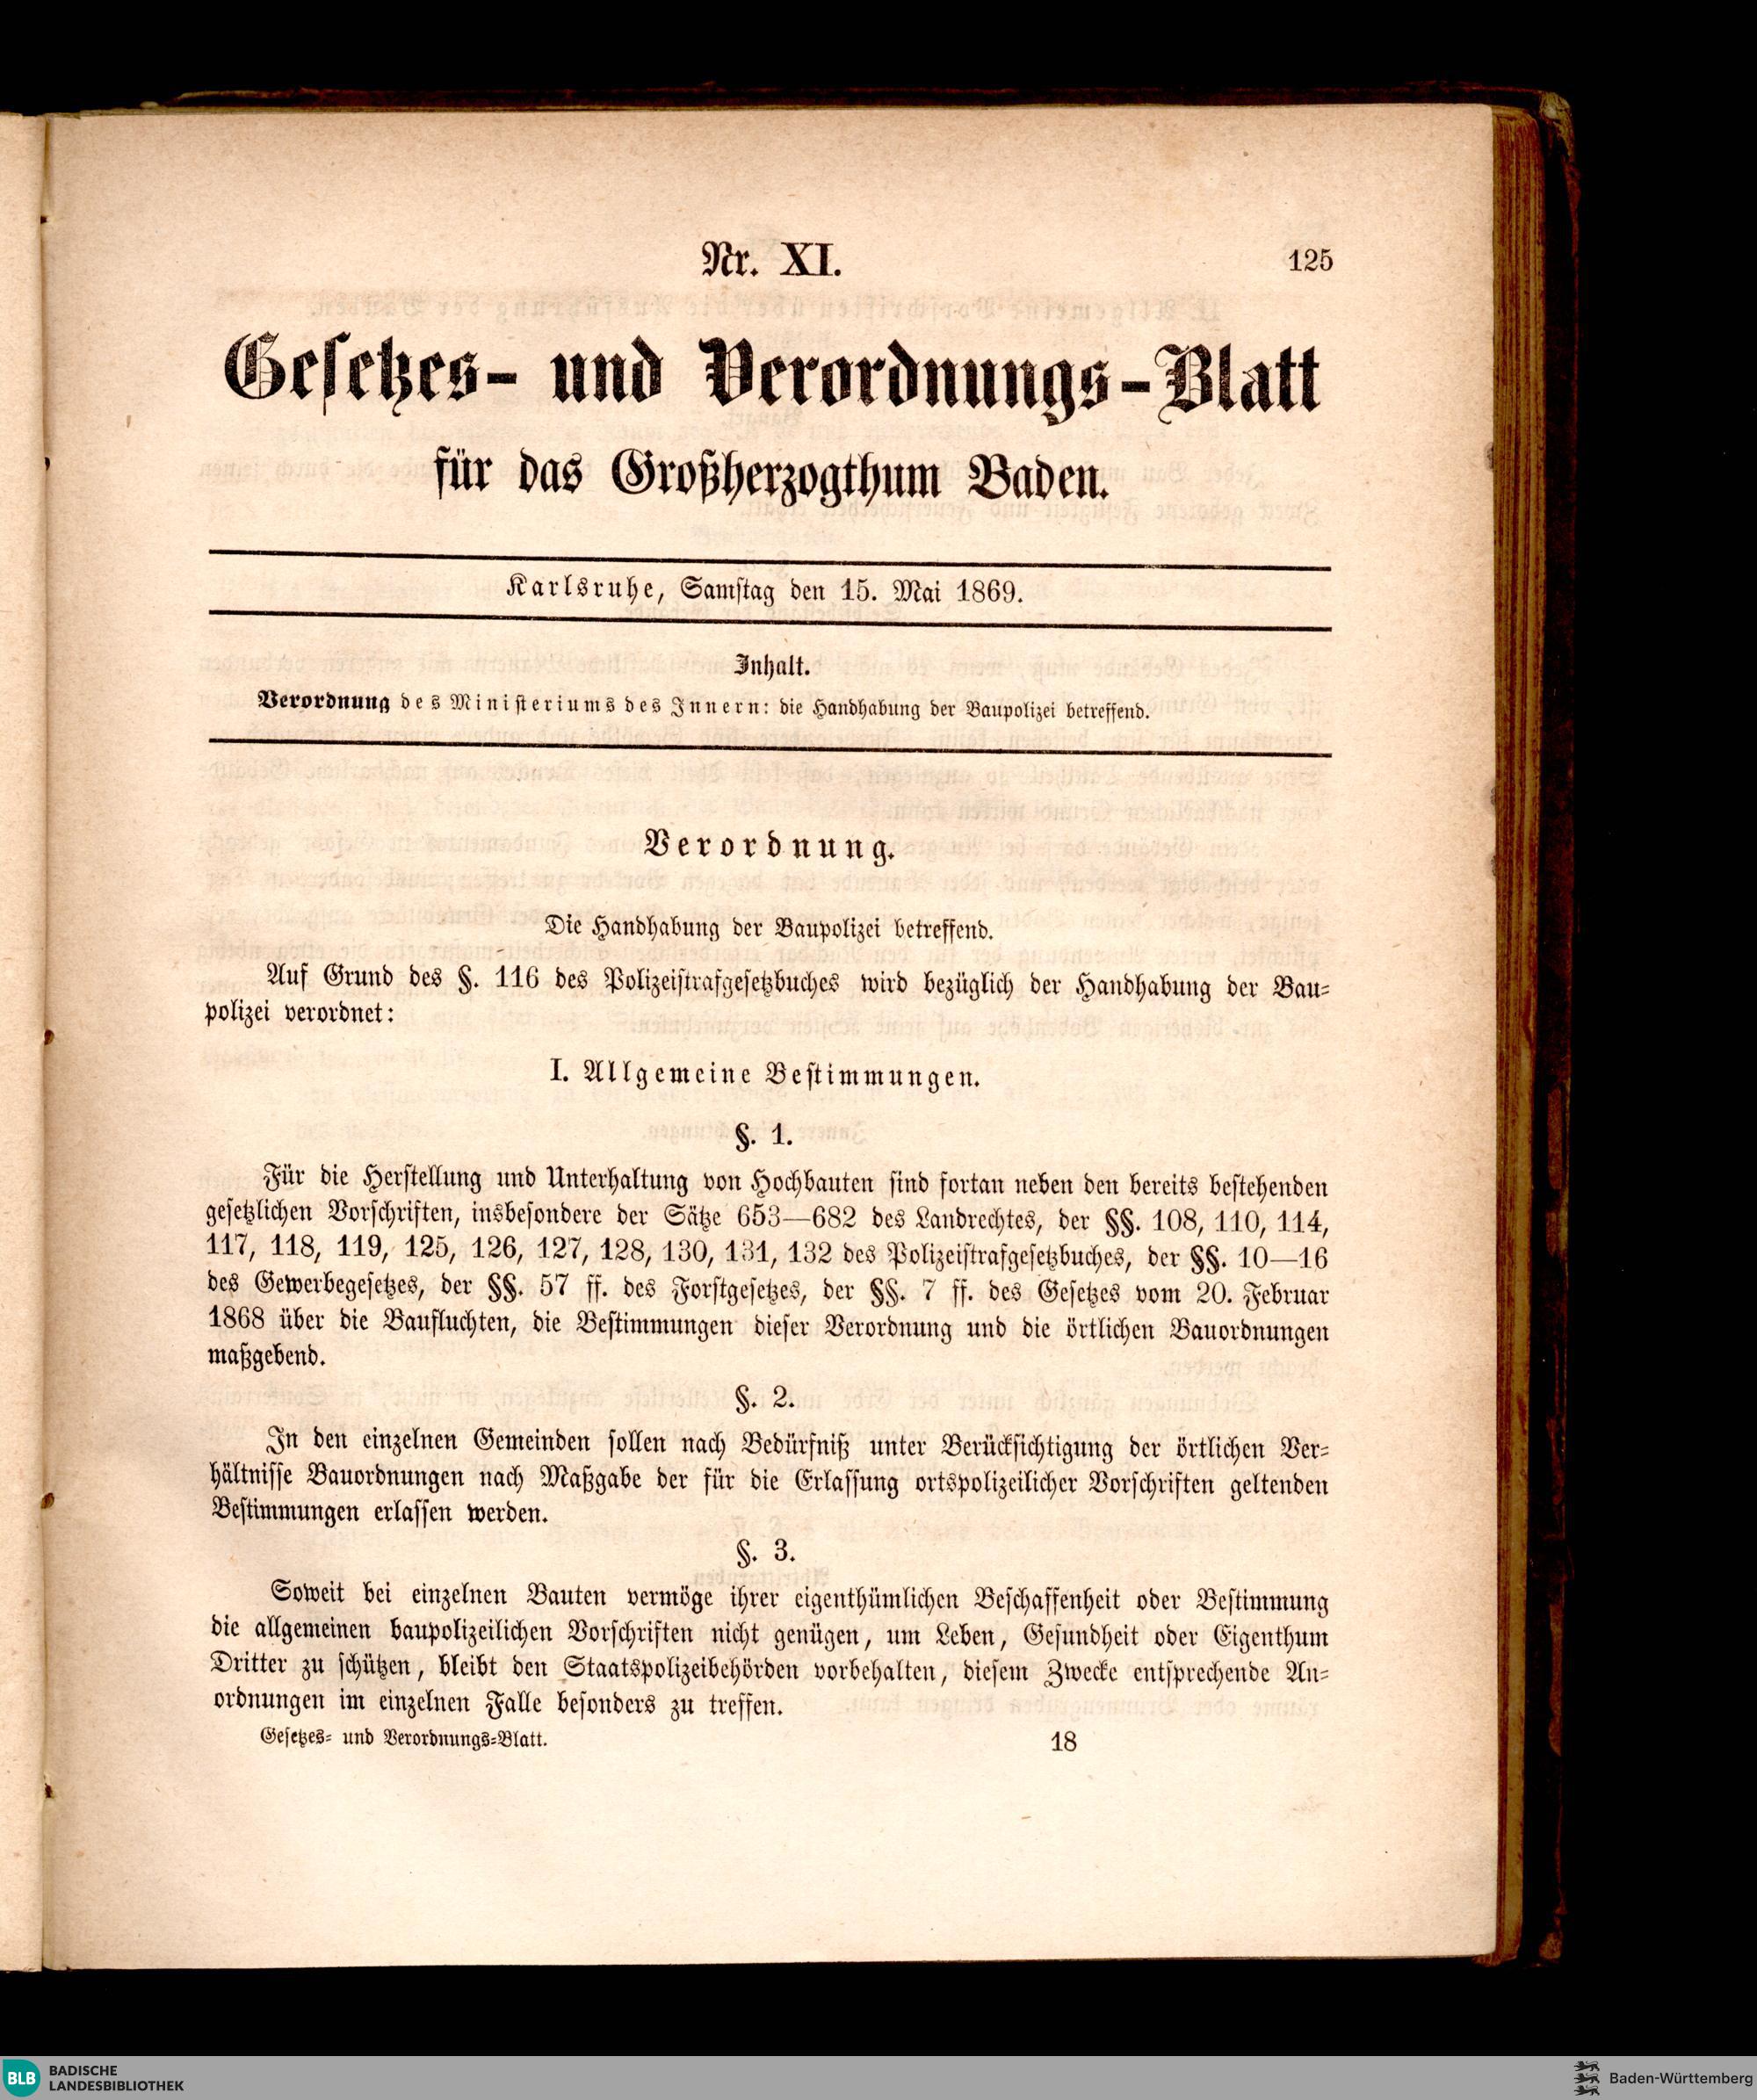 Nr. XI.
125
Gesetzes- und Verordnungs-Blatt
für das Großherzogthum Baden.
Karlsruhe, Samstag den 15. Mai 1869.
Inhalt.
Verordnung des Ministeriums des Innern: die Handhabung der Baupolizei betreffend.
Verordnung.
Die Handhabung der Baupolizei betreffend.
Auf Grund des §. 116 des Polizeistrafgesetzbuches wird bezüglich der Handhabung der Bau-
polizei verordnet:
I. Allgemeine Bestimmungen.
§. 1.
Für die Herstellung und Unterhaltung von Hochbauten sind fortan neben den bereits bestehenden
gesetzlichen Vorschriften, insbesondere der Sätze 653—682 des Landrechtes, der §§. 108, 110, 114,
117, 118, 119, 125, 126, 127, 128, 130, 131, 132 des Polizeistrafgesetzbuches, der §§. 10—16
des Gewerbegesetzes, der §§. 57 ff. des Forstgesetzes, der §§. 7 ff. des Gesetzes vom 20. Februar
1868 über die Baufluchten, die Bestimmungen dieser Verordnung und die örtlichen Bauordnungen
maßgebend.
§. 2.
In den einzelnen Gemeinden sollen nach Bedürfniß unter Berücksichtigung der örtlichen Ver-
hältnisse Bauordnungen nach Maßgabe der für die Erlassung ortspolizeilicher Vorschriften geltenden
Bestimmungen erlassen werden.
§. 3.
Soweit bei einzelnen Bauten vermöge ihrer eigenthümlichen Beschaffenheit oder Bestimmung
die allgemeinen baupolizeilichen Vorschriften nicht genügen, um Leben, Gesundheit oder Eigenthum
Dritter zu schützen, bleibt den Staatspolizeibehörden vorbehalten, diesem Zwecke entsprechende An-
ordnungen im einzelnen Falle besonders zu treffen.
Gesetzes- und Verordnungs-Blatt.
18
BLB BADISCHE
LANDESBIBLIOTHEK
Baden-Württemberg